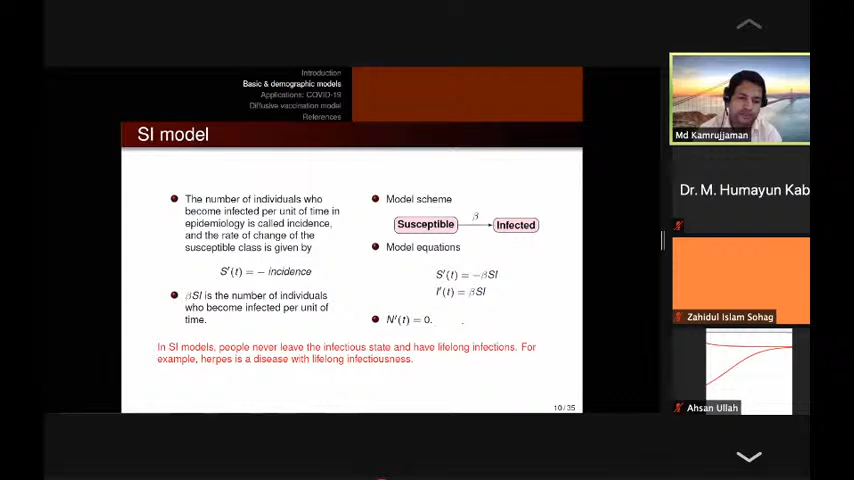 Introduction
Basic & demographic models
Applications: COVID-19
Diffusive vaccination model
References
SI model
The number of individuals who
become infected per unit of time in
epidemiology is called incidence,
and the rate of change of the
susceptible class is given by
S′(t) = − incidence
βSI is the number of individuals
who become infected per unit of
time.
Model scheme
Susceptible β Infected
Model equations
S′(t) = −βSI
I′(t) = βSI
N′(t) = 0.
In SI models, people never leave the infectious state and have lifelong infections. For
example, herpes is a disease with lifelong infectiousness.
10/35
Md Kamrujjaman
Dr. M. Humayun Kab
Zahidul Islam Sohag
Ahsan Ullah